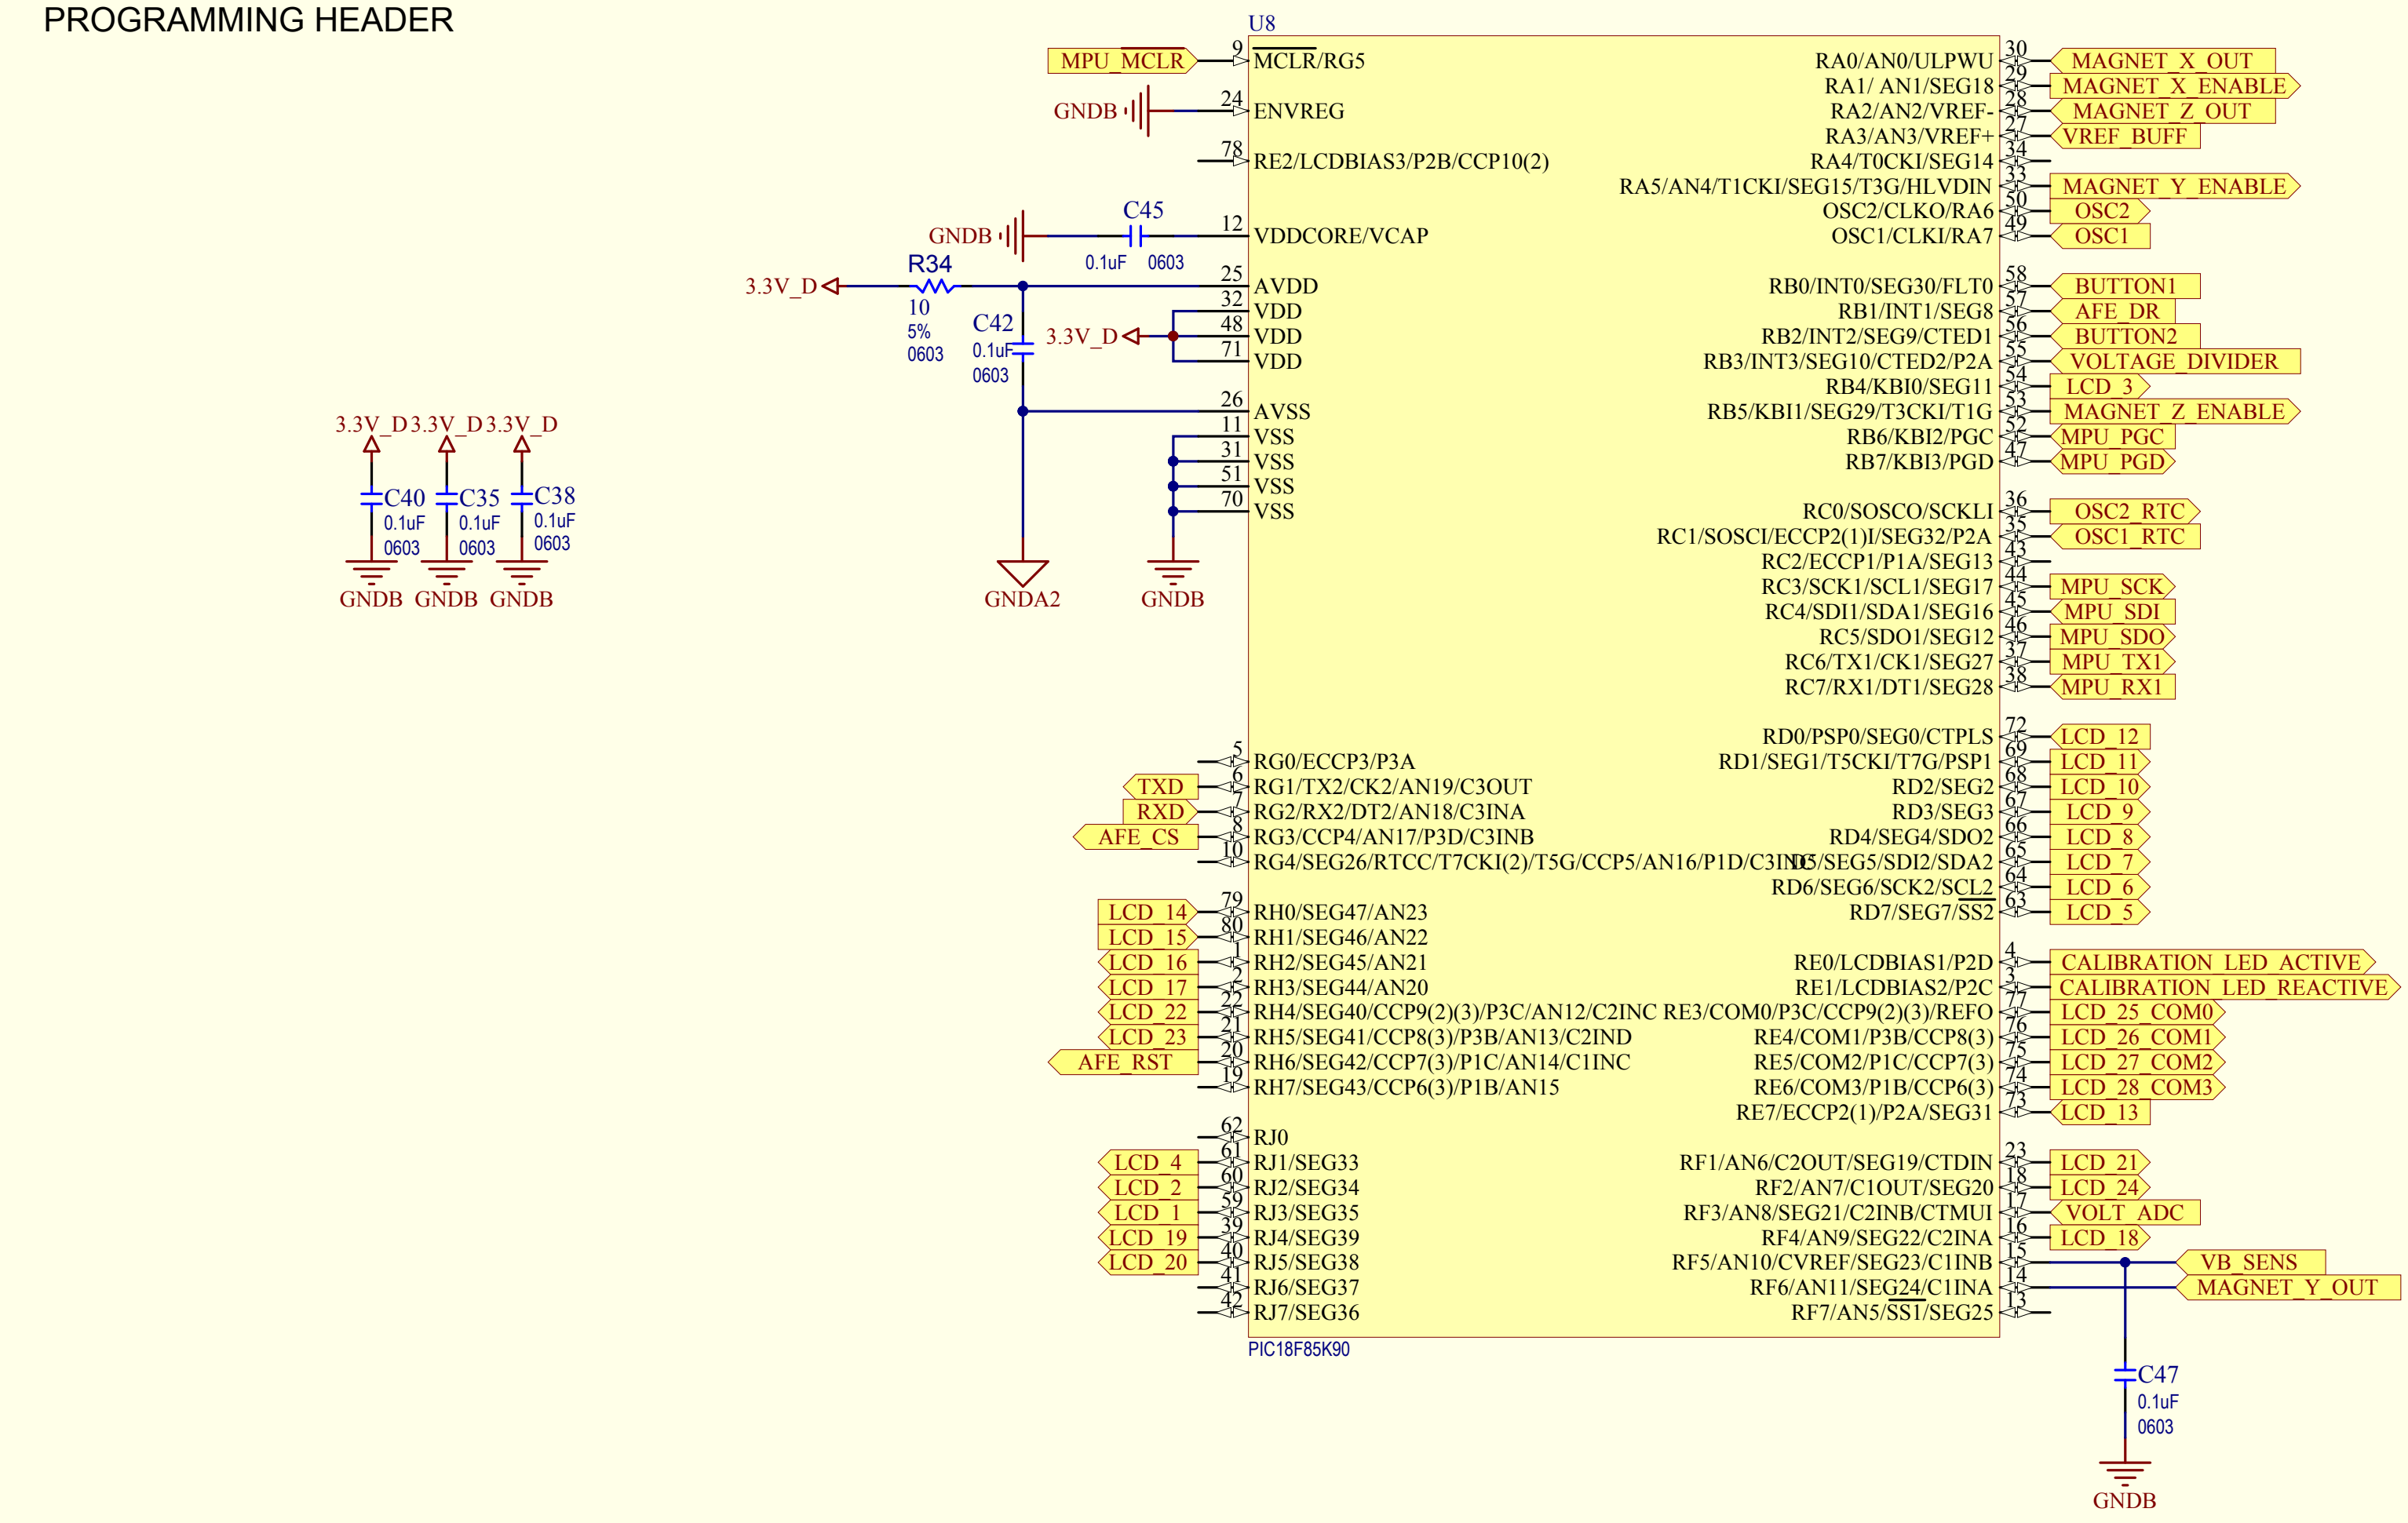 PROGRAMMING HEADER
U8
MPU_MCLR 9 MCLR/RG5
GNDB 24 ENVREG
78 RE2/LCDBIAS3/P2B/CCP10(2)
C45
GNDB 12 VDDCORE/VCAP
0.1uF 0603
R34
3.3V_D 25 AVDD
10
5%
0603
32 VDD
C42
0.1uF
0603
3.3V_D 48 VDD
71 VDD
26 AVSS
11 VSS
31 VSS
51 VSS
70 VSS
GNDA2
GNDB
3.3V_D 3.3V_D 3.3V_D
C40 C35 C38
0.1uF 0.1uF 0.1uF
0603 0603 0603
GNDB GNDB GNDB
5 RG0/ECCP3/P3A
TXD 6 RG1/TX2/CK2/AN19/C3OUT
RXD 7 RG2/RX2/DT2/AN18/C3INA
AFE_CS 8 RG3/CCP4/AN17/P3D/C3INB
10 RG4/SEG26/RTCC/T7CKI(2)/T5G/CCP5/AN16/P1D/C3INC
LCD_14 79 RH0/SEG47/AN23
LCD_15 80 RH1/SEG46/AN22
LCD_16 1 RH2/SEG45/AN21
LCD_17 2 RH3/SEG44/AN20
LCD_22 22 RH4/SEG40/CCP9(2)(3)/P3C/AN12/C2INC
LCD_23 21 RH5/SEG41/CCP8(3)/P3B/AN13/C2IND
AFE_RST 20 RH6/SEG42/CCP7(3)/P1C/AN14/C1INC
19 RH7/SEG43/CCP6(3)/P1B/AN15
62 RJ0
LCD_4 61 RJ1/SEG33
LCD_2 60 RJ2/SEG34
LCD_1 59 RJ3/SEG35
LCD_19 39 RJ4/SEG39
LCD_20 40 RJ5/SEG38
41 RJ6/SEG37
42 RJ7/SEG36
PIC18F85K90
RA0/AN0/ULPWU 30 MAGNET_X_OUT
RA1/ AN1/SEG18 29 MAGNET_X_ENABLE
RA2/AN2/VREF- 28 MAGNET_Z_OUT
RA3/AN3/VREF+ 27 VREF_BUFF
RA4/T0CKI/SEG14 34
RA5/AN4/T1CKI/SEG15/T3G/HLVDIN 33 MAGNET_Y_ENABLE
OSC2/CLKO/RA6 50 OSC2
OSC1/CLKI/RA7 49 OSC1
RB0/INT0/SEG30/FLT0 58 BUTTON1
RB1/INT1/SEG8 57 AFE_DR
RB2/INT2/SEG9/CTED1 56 BUTTON2
RB3/INT3/SEG10/CTED2/P2A 55 VOLTAGE_DIVIDER
RB4/KBI0/SEG11 54 LCD_3
RB5/KBI1/SEG29/T3CKI/T1G 53 MAGNET_Z_ENABLE
RB6/KBI2/PGC 52 MPU_PGC
RB7/KBI3/PGD 47 MPU_PGD
RC0/SOSCO/SCKLI 36 OSC2_RTC
RC1/SOSCI/ECCP2(1)I/SEG32/P2A 35 OSC1_RTC
RC2/ECCP1/P1A/SEG13 43
RC3/SCK1/SCL1/SEG17 44 MPU_SCK
RC4/SDI1/SDA1/SEG16 45 MPU_SDI
RC5/SDO1/SEG12 46 MPU_SDO
RC6/TX1/CK1/SEG27 37 MPU_TX1
RC7/RX1/DT1/SEG28 38 MPU_RX1
RD0/PSP0/SEG0/CTPLS 72 LCD_12
RD1/SEG1/T5CKI/T7G/PSP1 69 LCD_11
RD2/SEG2 68 LCD_10
RD3/SEG3 67 LCD_9
RD4/SEG4/SDO2 66 LCD_8
D5/SEG5/SDI2/SDA2 65 LCD_7
RD6/SEG6/SCK2/SCL2 64 LCD_6
RD7/SEG7/SS2 63 LCD_5
RE0/LCDBIAS1/P2D 4 CALIBRATION_LED_ACTIVE
RE1/LCDBIAS2/P2C 3 CALIBRATION_LED_REACTIVE
RE3/COM0/P3C/CCP9(2)(3)/REFO 77 LCD_25_COM0
RE4/COM1/P3B/CCP8(3) 76 LCD_26_COM1
RE5/COM2/P1C/CCP7(3) 75 LCD_27_COM2
RE6/COM3/P1B/CCP6(3) 74 LCD_28_COM3
RE7/ECCP2(1)/P2A/SEG31 73 LCD_13
RF1/AN6/C2OUT/SEG19/CTDIN 23 LCD_21
RF2/AN7/C1OUT/SEG20 18 LCD_24
RF3/AN8/SEG21/C2INB/CTMUI 17 VOLT_ADC
RF4/AN9/SEG22/C2INA 16 LCD_18
RF5/AN10/CVREF/SEG23/C1INB 15 VB_SENS
RF6/AN11/SEG24/C1INA 14 MAGNET_Y_OUT
RF7/AN5/SS1/SEG25 13
C47
0.1uF
0603
GNDB